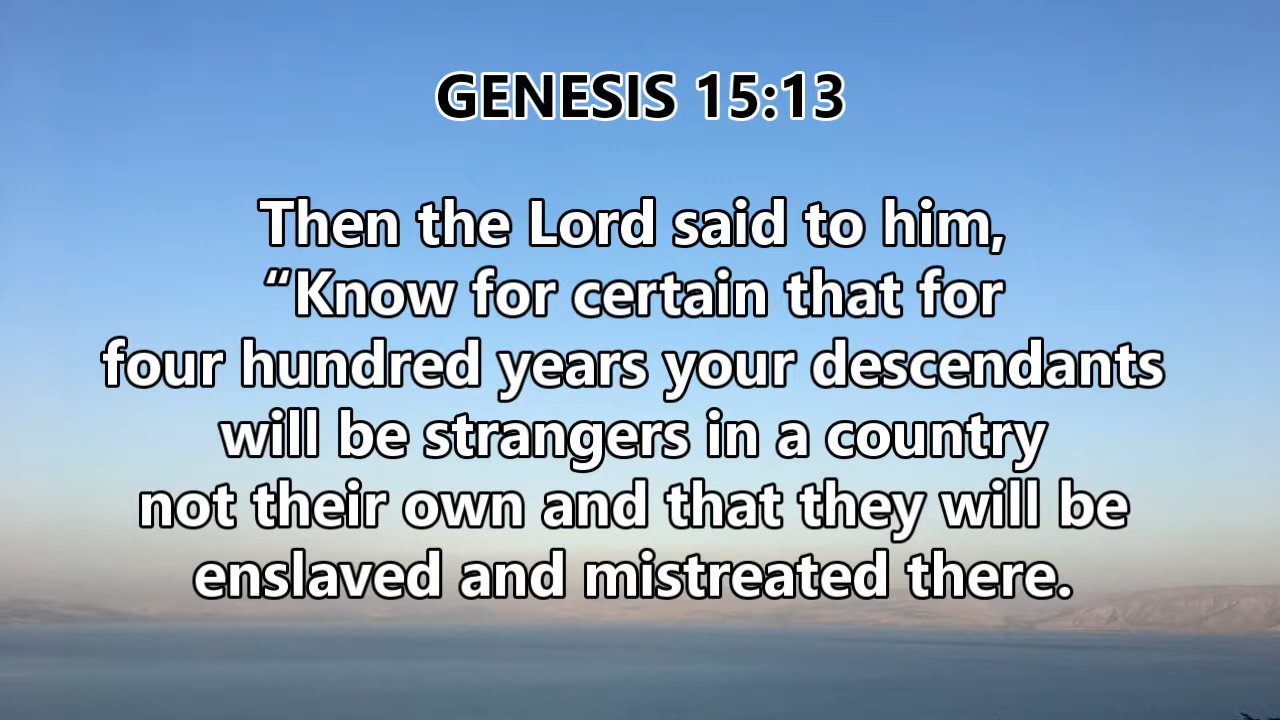 GENESIS 15:13
Then the Lord said to him,
“Know for certain that for
four hundred years your descendants
will be strangers in a country
not their own and that they will be
enslaved and mistreated there.